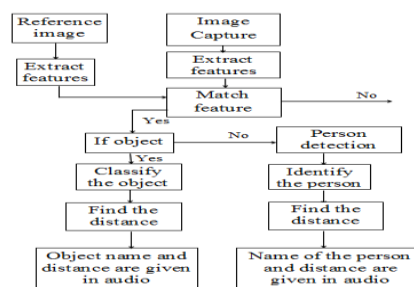 Reference
image
Image
Capture
Extract
features
Extract
features
Match
feature
No
Yes
If object
No
Person
detection
Yes
Classify
the object
Identify
the person
Find the
distance
Find the
distance
Object name and
distance are given
in audio
Name of the person
and distance are
given in audio